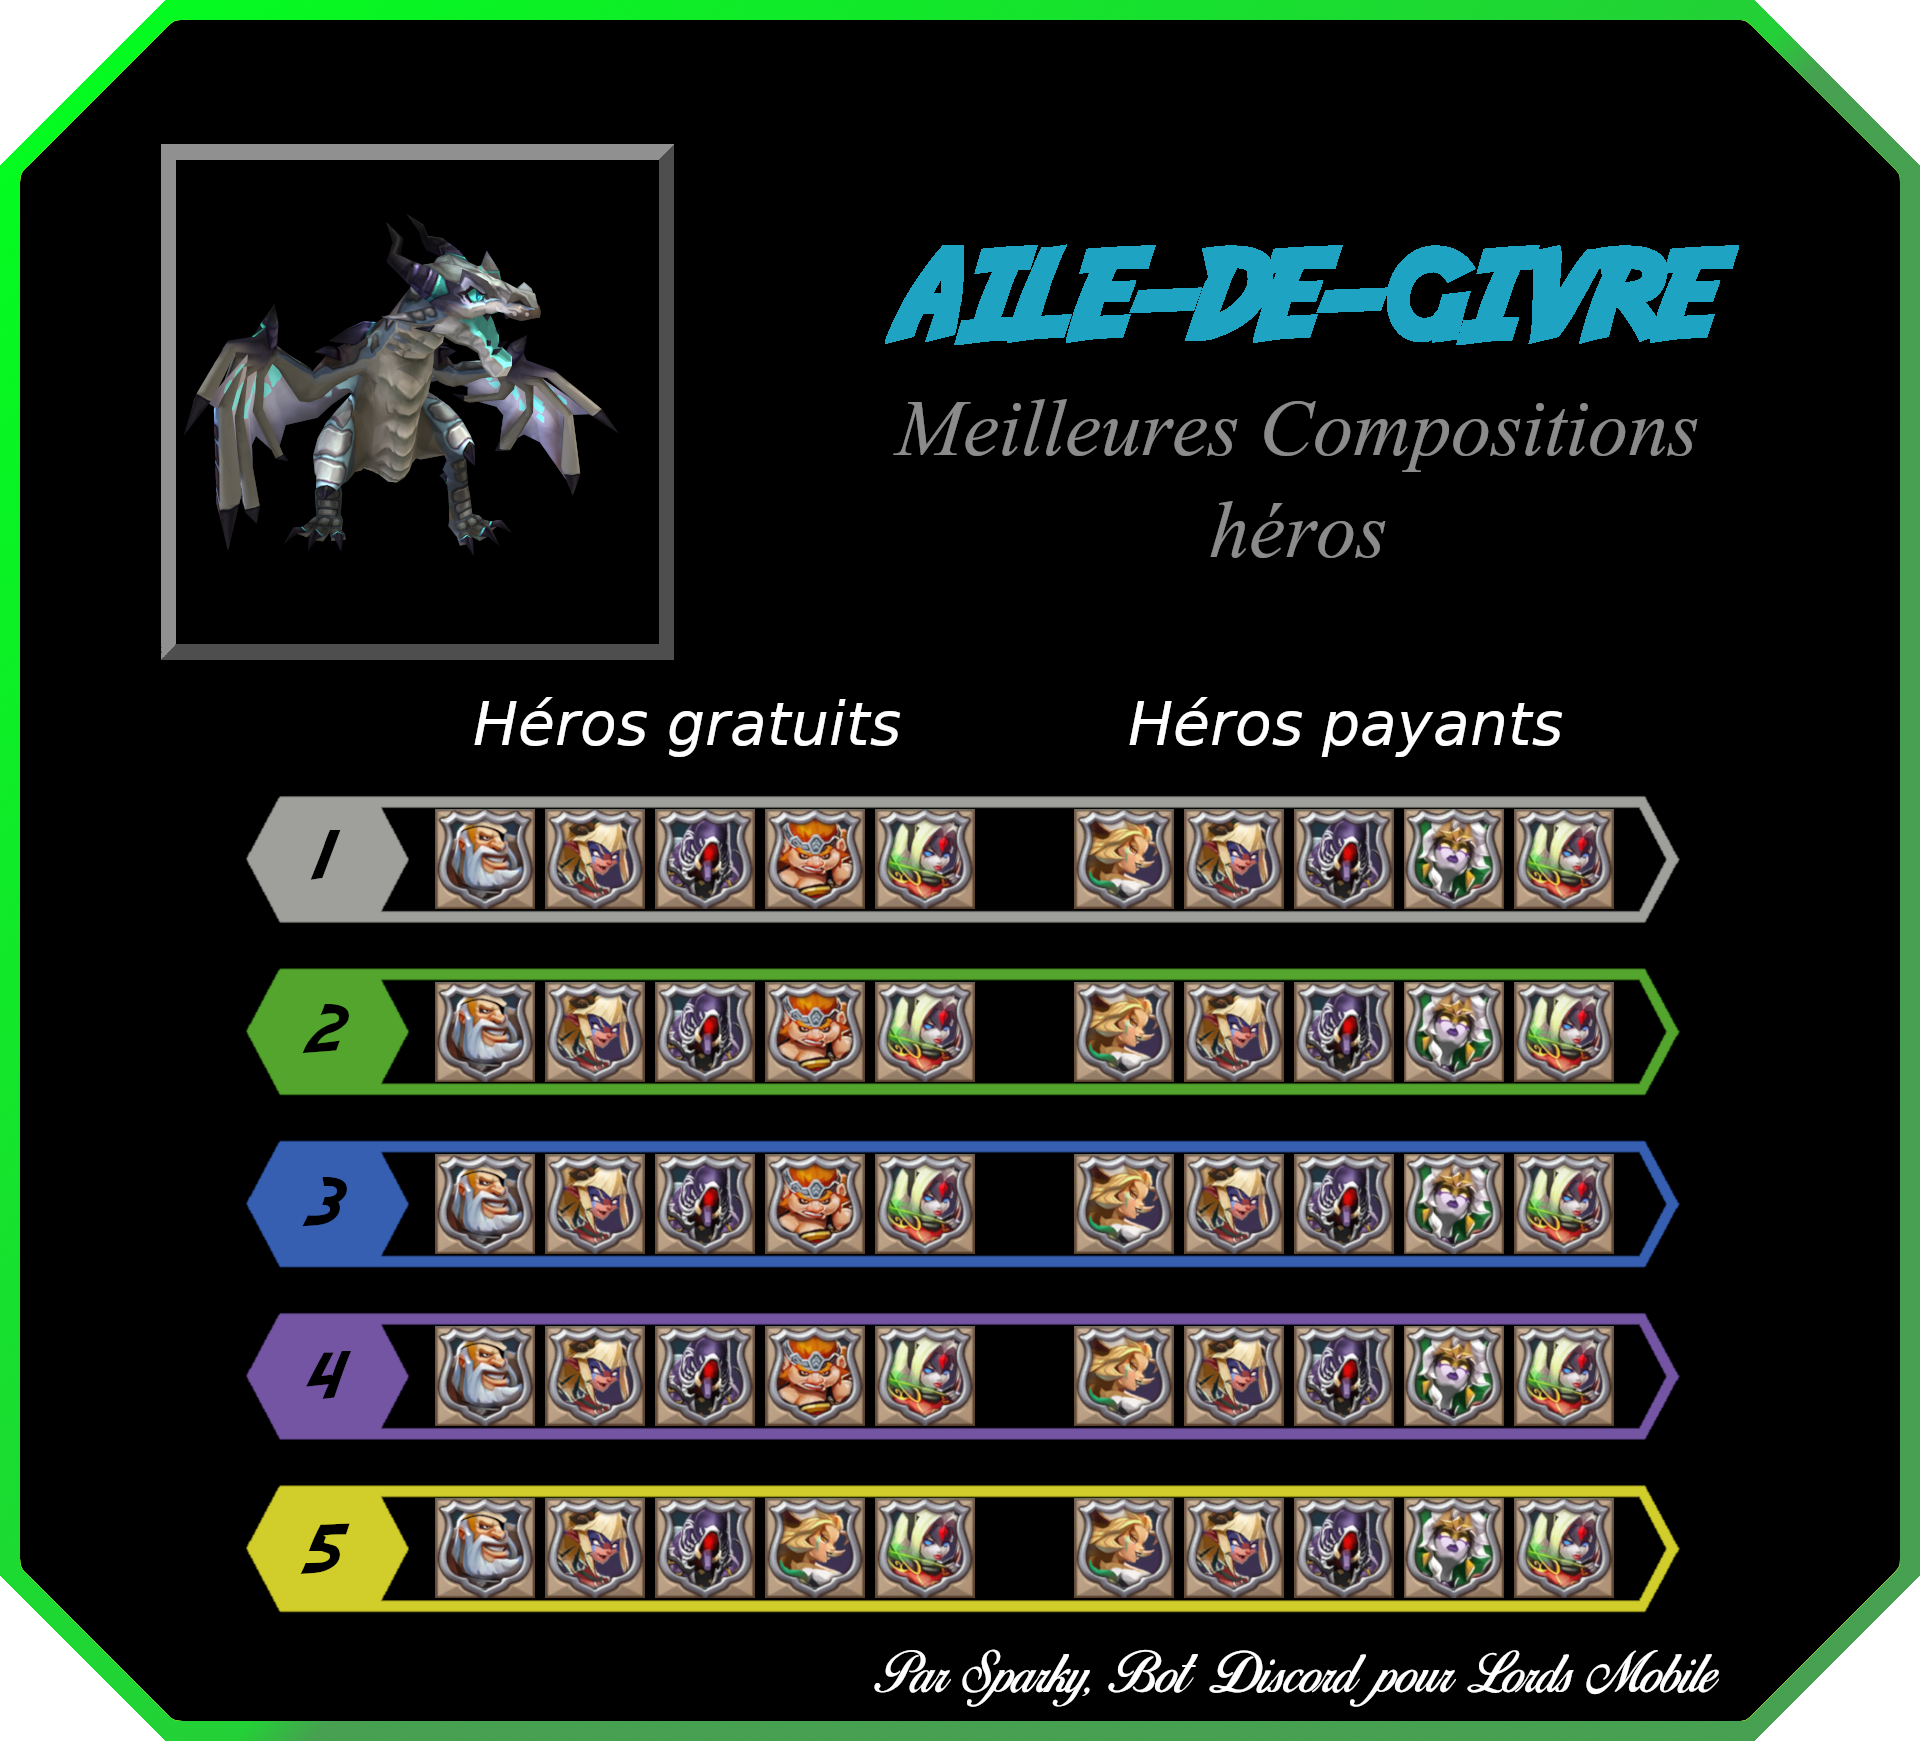 AILE-DE-GIVRE
Meilleures Compositions
héros
Héros gratuits
Héros payants
1
2
3
4
5
Par Sparky, Bot Discord pour Lords Mobile